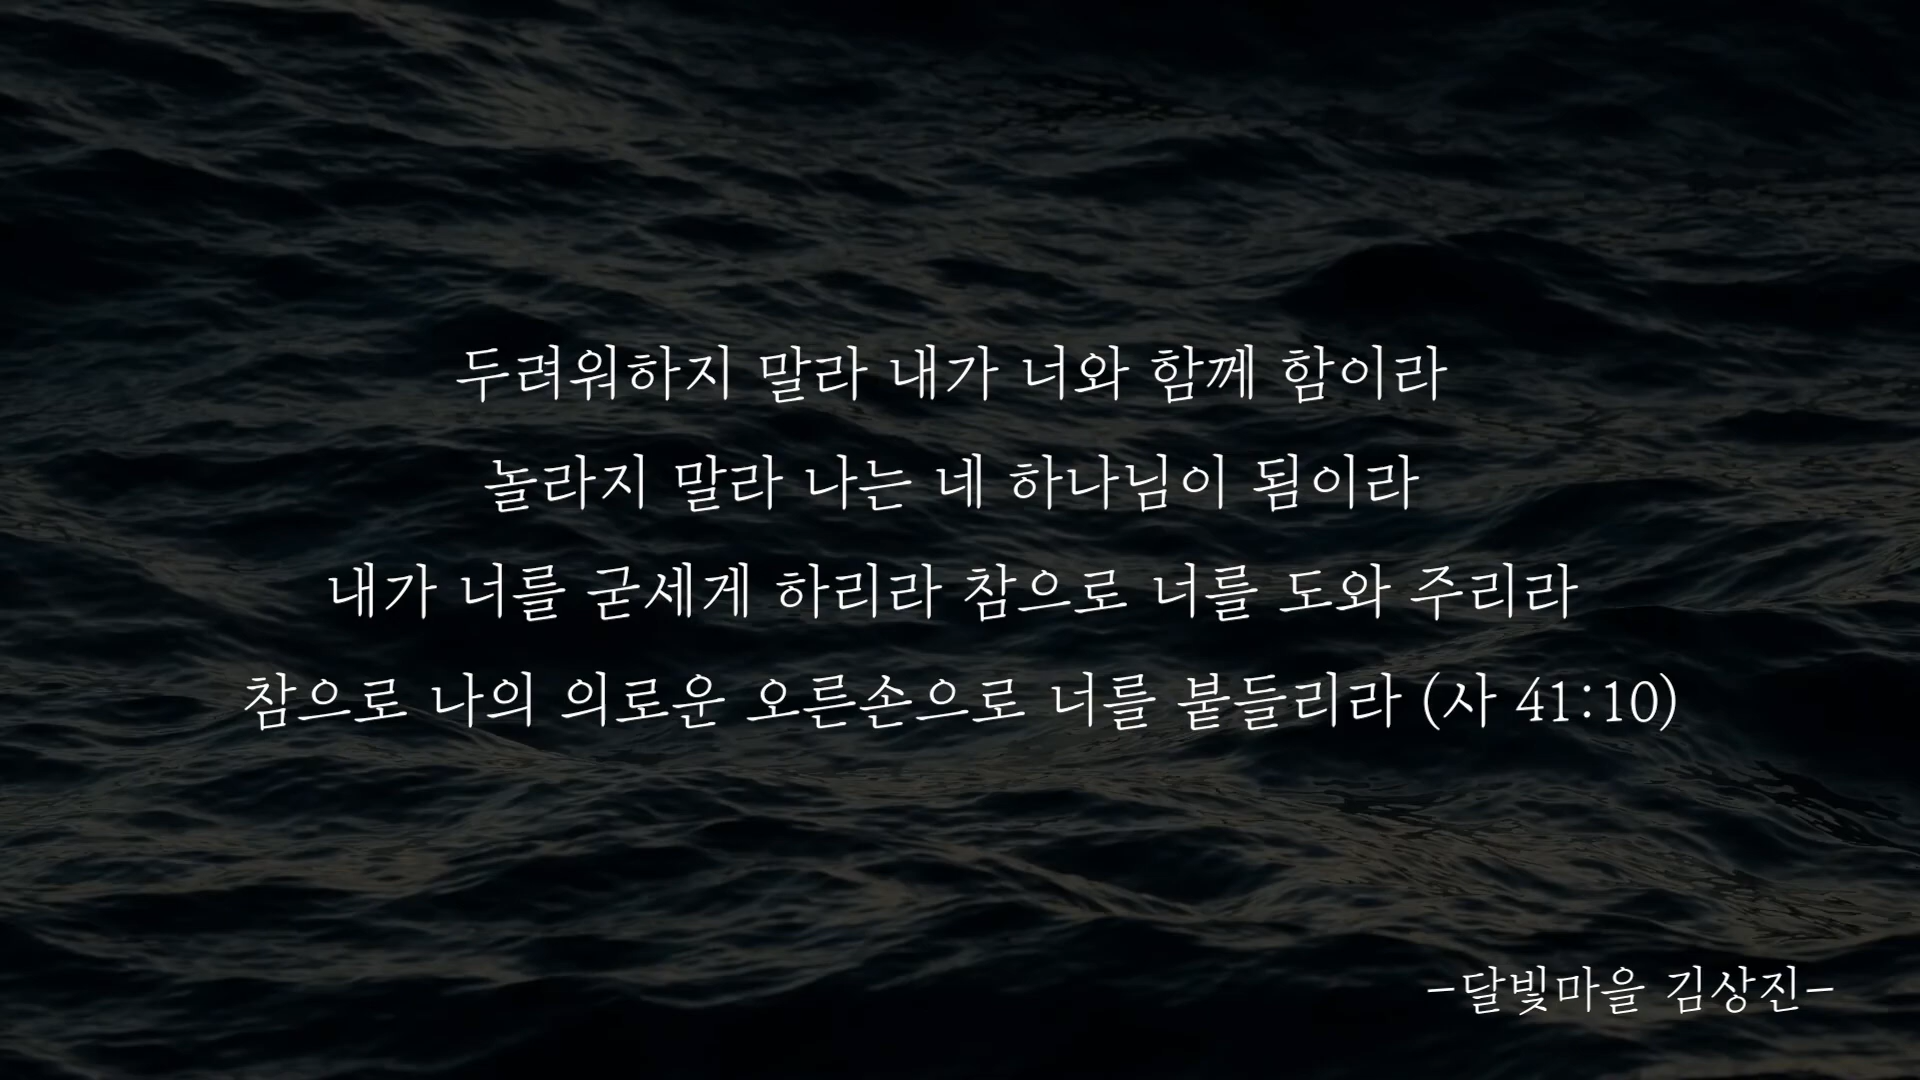 두려워하지 말라 내가 너와 함께 함이라
놀라지 말라 나는 네 하나님이 됨이라
내가 너를 굳세게 하리라 참으로 너를 도와 주리라
참으로 나의 의로운 오른손으로 너를 붙들리라 (사 41:10)
-달빛마을 김상진-